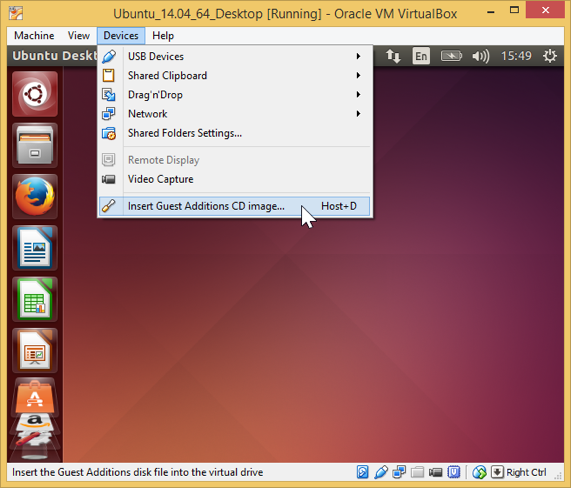 Ubuntu_14.04_64_Desktop [Running] - Oracle VM VirtualBox
Machine View Devices Help
Ubuntu Deskt
En 15:49
USB Devices
Shared Clipboard
Drag'n'Drop
Network
Shared Folders Settings...
Remote Display
Video Capture
Insert Guest Additions CD image... Host+D
Insert the Guest Additions disk file into the virtual drive
Right Ctrl